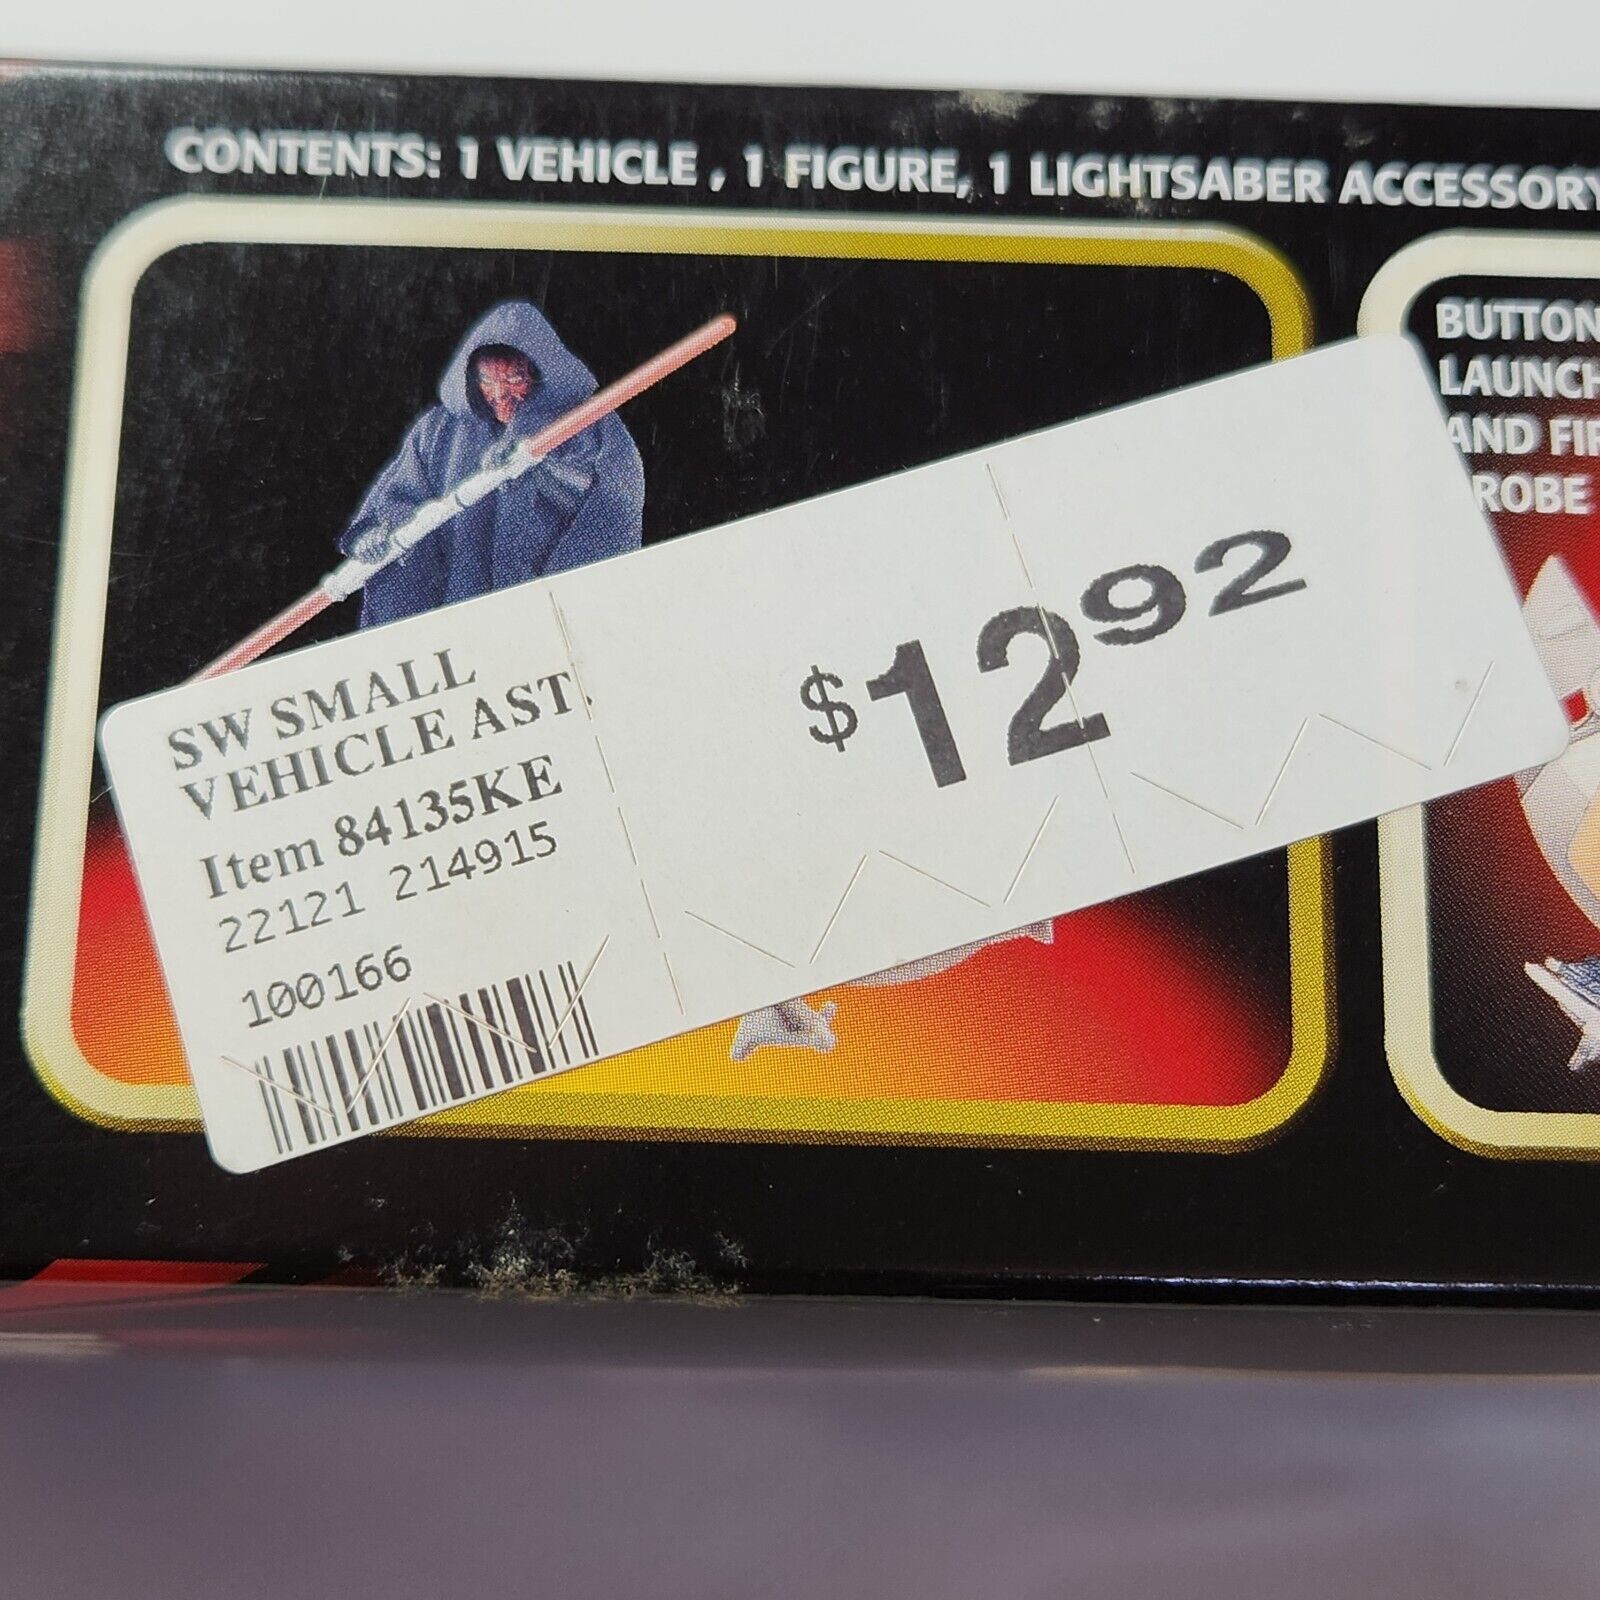 CONTENTS: 1 VEHICLE , 1 FIGURE, 1 LIGHTSABER ACCESSORY
BUTTON
LAUNCH
AND FIR
ROBE
SW SMALL
VEHICLE AST.
Item 84135KE
22121 214915
100166
$12.92